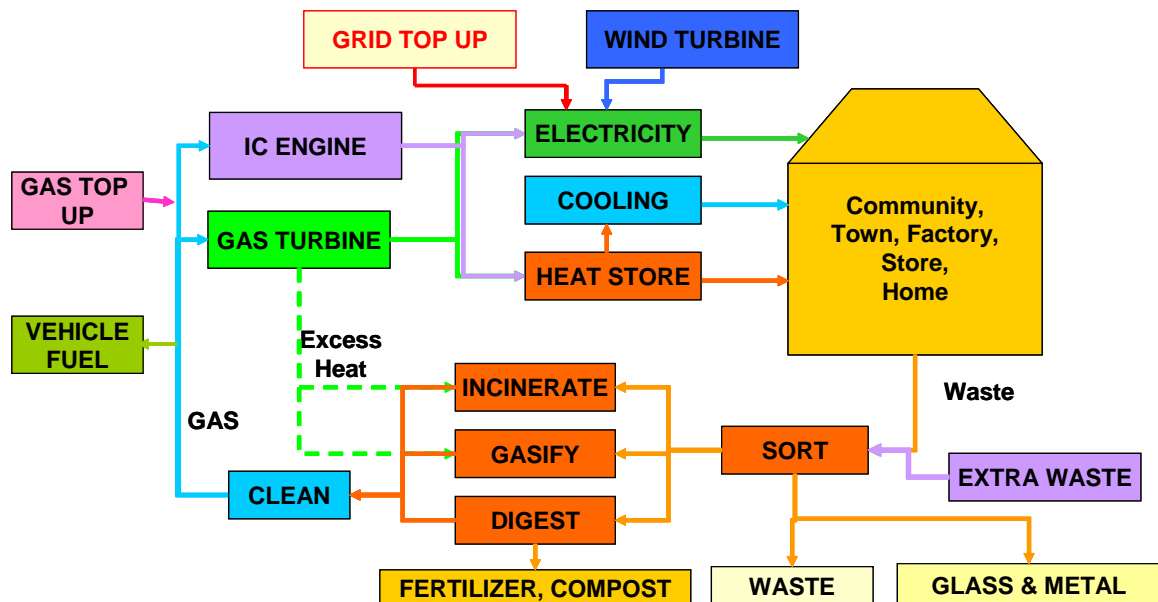 GRID TOP UP
WIND TURBINE
IC ENGINE
ELECTRICITY
GAS TOP
UP
COOLING
GAS TURBINE
HEAT STORE
Community,
Town, Factory,
Store,
Home
VEHICLE
FUEL
Excess
Heat
INCINERATE
Waste
GAS
GASIFY
SORT
EXTRA WASTE
CLEAN
DIGEST
FERTILIZER, COMPOST
WASTE
GLASS & METAL